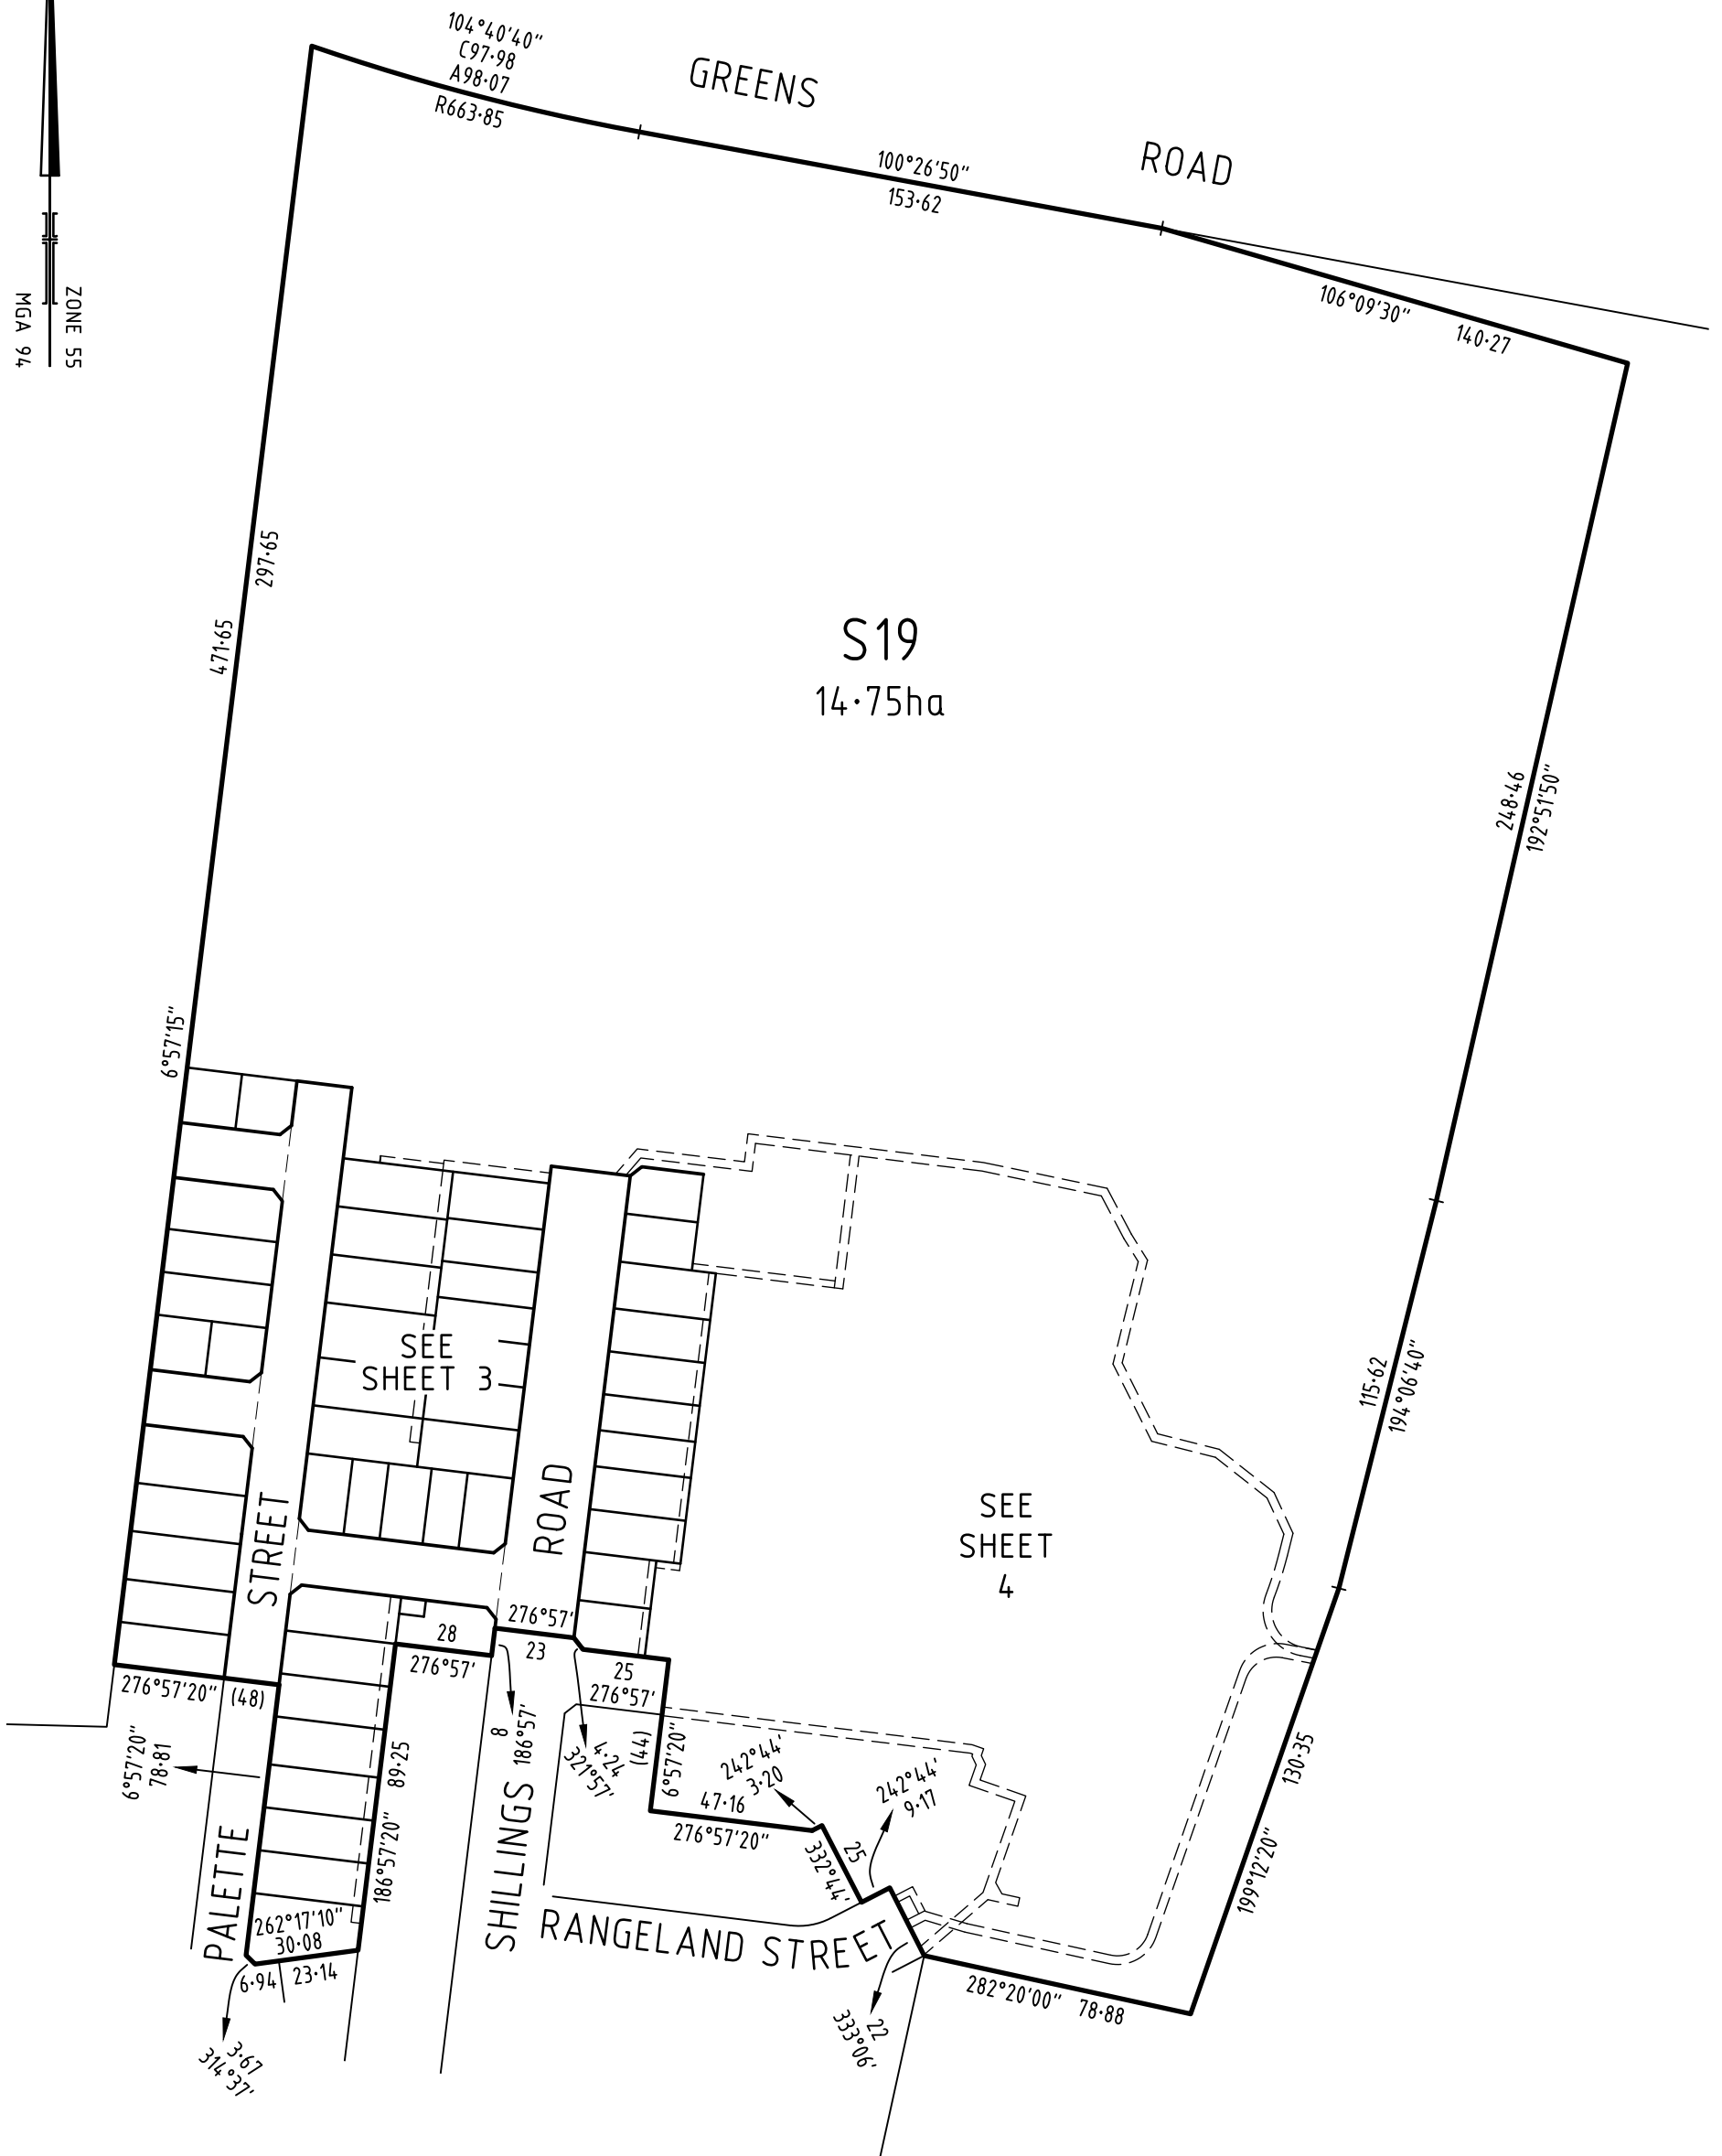 104°40'40"
C97·98
A98·07
R663·85
GREENS
ROAD
100°26'50"
153·62
106°09'30"
140·27
ZONE 55
MGA 94
297·65
471·65
6°57'15"
S19
14·75ha
248·46
192°51'50"
115·62
194°06'40"
SEE
SHEET 3
SEE
SHEET
4
STREET
ROAD
276°57'
23
28
276°57'
25
276°57'
276°57'20" (48)
6°57'20"
78·81
89·25
186°57'20"
8
186°57'
4·24
321°57'
(44)
6°57'20"
242°44'
3·20
47·16
276°57'20"
242°44'
9·17
25
332°44'
130·35
199°12'20"
PALETTE
SHILLINGS
RANGELAND STREET
262°17'10"
30·08
6·94
23·14
3·67
314°37'
22
333°06'
282°20'00" 78·88